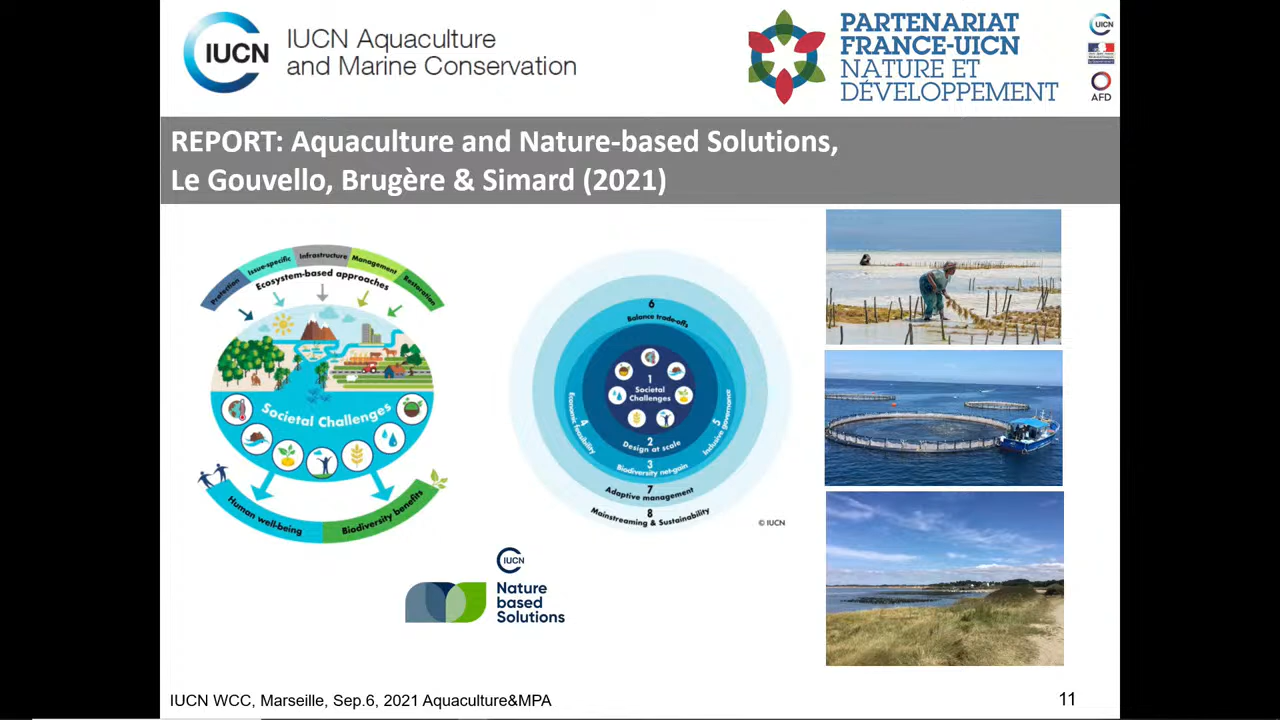 IUCN
IUCN Aquaculture
and Marine Conservation
PARTENARIAT
FRANCE-UICN
NATURE ET
DÉVELOPPEMENT
UICN
AFD
REPORT: Aquaculture and Nature-based Solutions,
Le Gouvello, Brugère & Simard (2021)
Protection
Issue-specific
Infrastructure
Management
Restoration
Ecosystem-based approaches
Societal Challenges
Human well-being
Biodiversity benefits
6
Balance trade-offs
1
Societal
Challenges
4
Economic feasibility
5
Inclusive governance
2
Design at scale
3
Biodiversity net-gain
7
Adaptive management
8
Mainstreaming & Sustainability
© IUCN
IUCN
Nature
based
Solutions
IUCN WCC, Marseille, Sep.6, 2021 Aquaculture&MPA
11